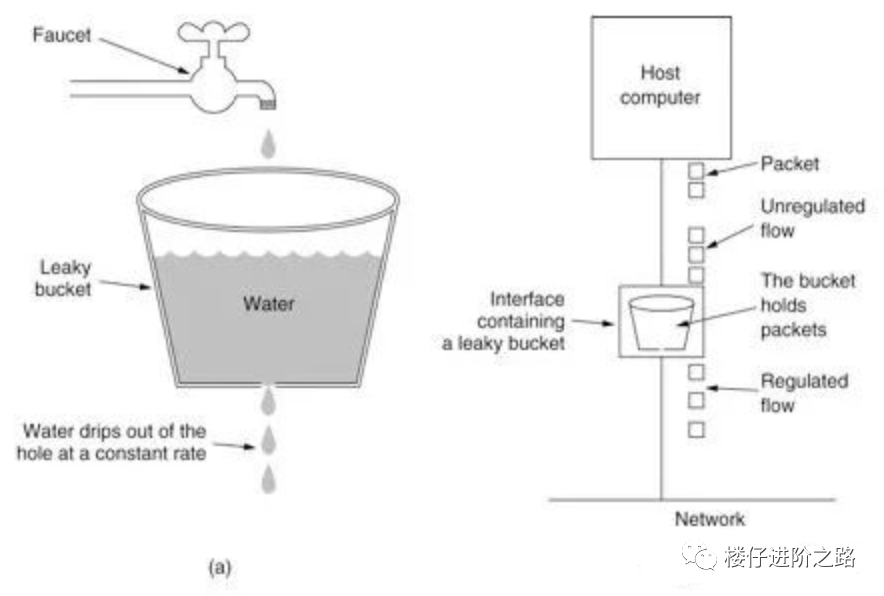 Faucet
Leaky
bucket
Water
Water drips out of the
hole at a constant rate
(a)
Host
computer
Packet
Unregulated
flow
The bucket
holds
packets
Interface
containing
a leaky bucket
Regulated
flow
Network
楼仔进阶之路